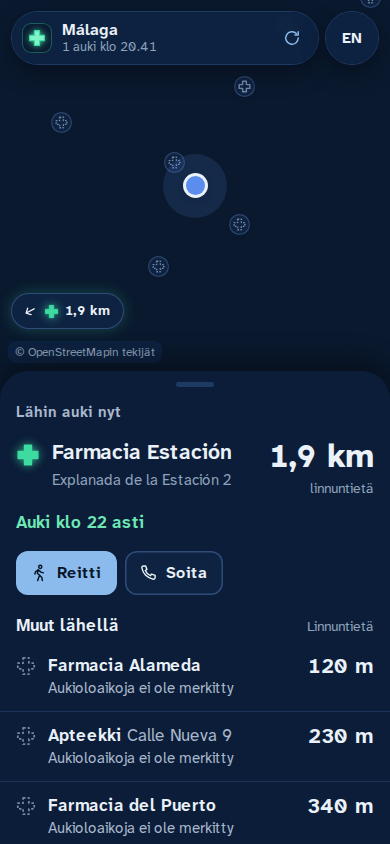 Málaga
1 auki klo 20.41
EN
1,9 km
© OpenStreetMapin tekijät
Lähin auki nyt
Farmacia Estación
1,9 km
Explanada de la Estación 2
linnuntietä
Auki klo 22 asti
Reitti
Soita
Muut lähellä
Linnuntietä
Farmacia Alameda
120 m
Aukioloaikoja ei ole merkitty
Apteekki Calle Nueva 9
230 m
Aukioloaikoja ei ole merkitty
Farmacia del Puerto
340 m
Aukioloaikoja ei ole merkitty